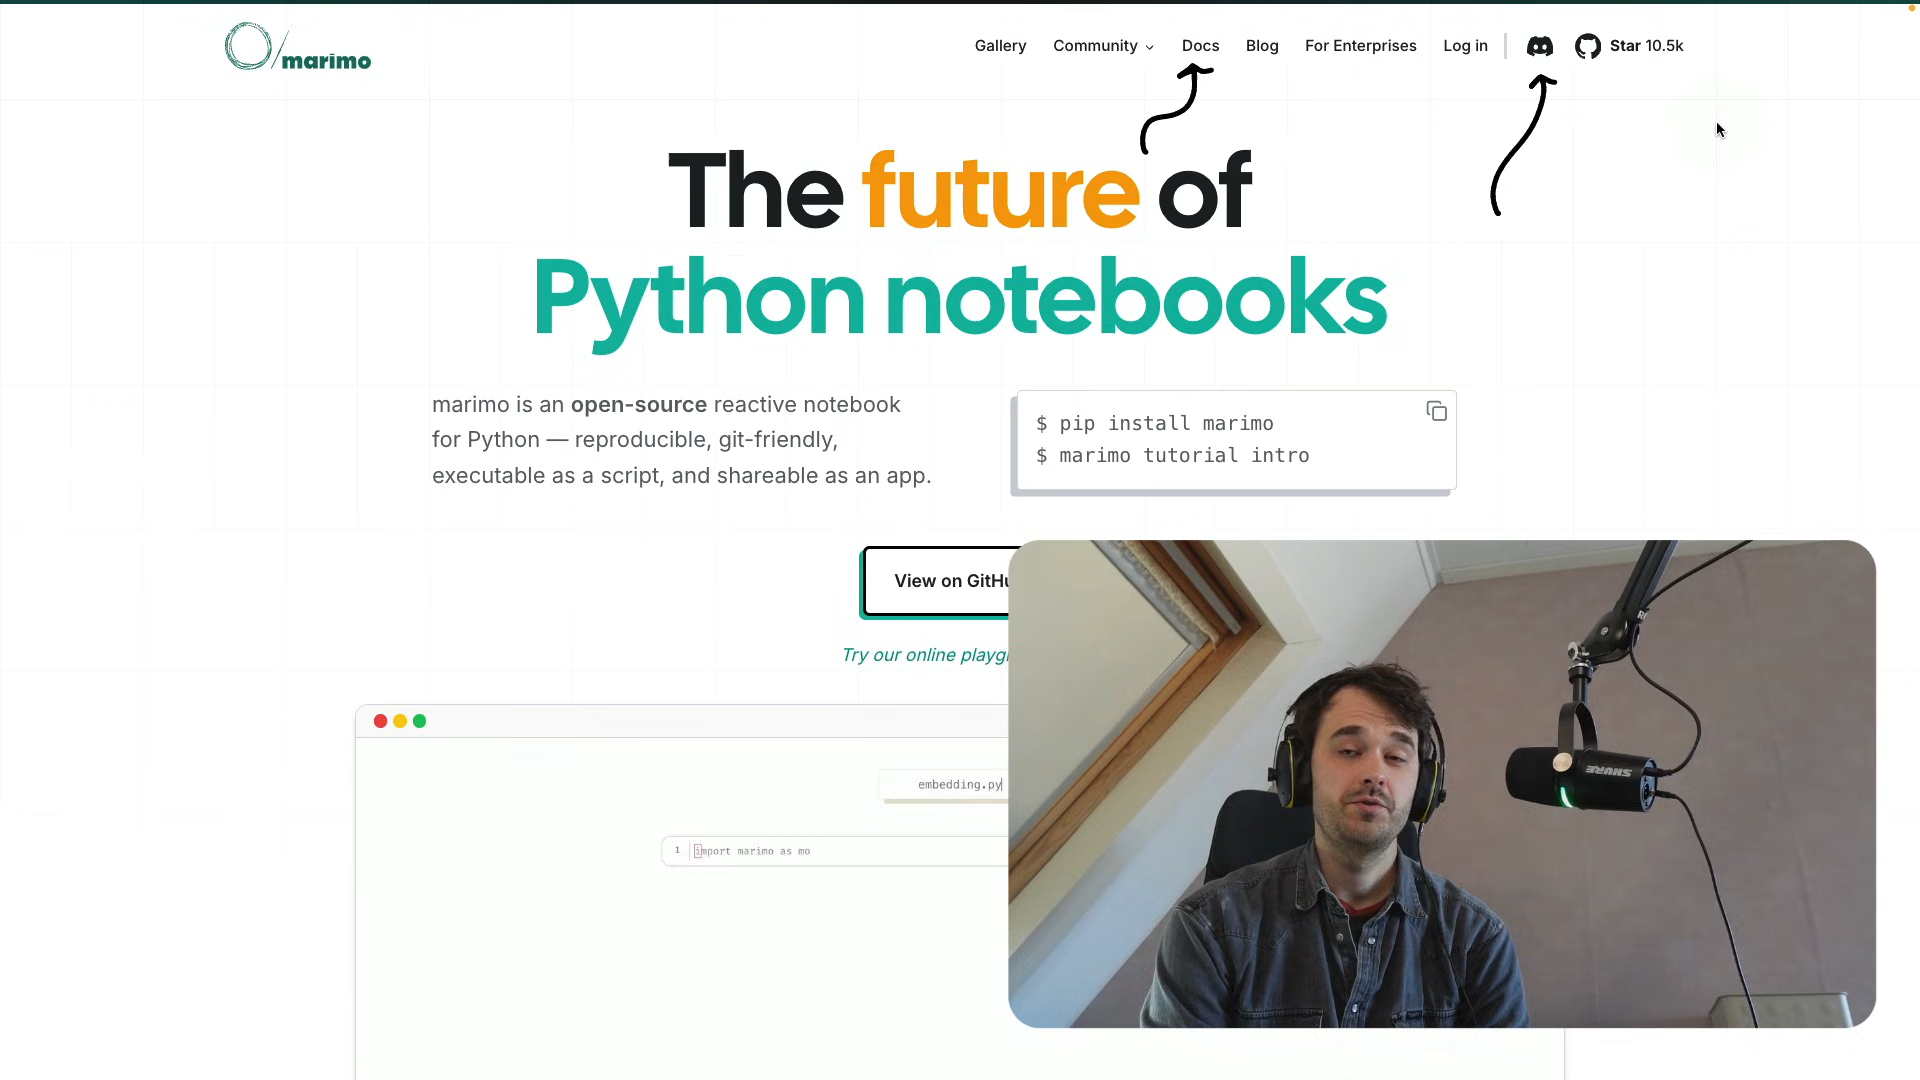 marimo
Gallery Community Docs Blog For Enterprises Log in Star 10.5k
The future of
Python notebooks
marimo is an open-source reactive notebook
for Python — reproducible, git-friendly,
executable as a script, and shareable as an app.
$ pip install marimo
$ marimo tutorial intro
View on GitHu
Try our online playg
embedding.py
1 import marimo as mo
SHURE